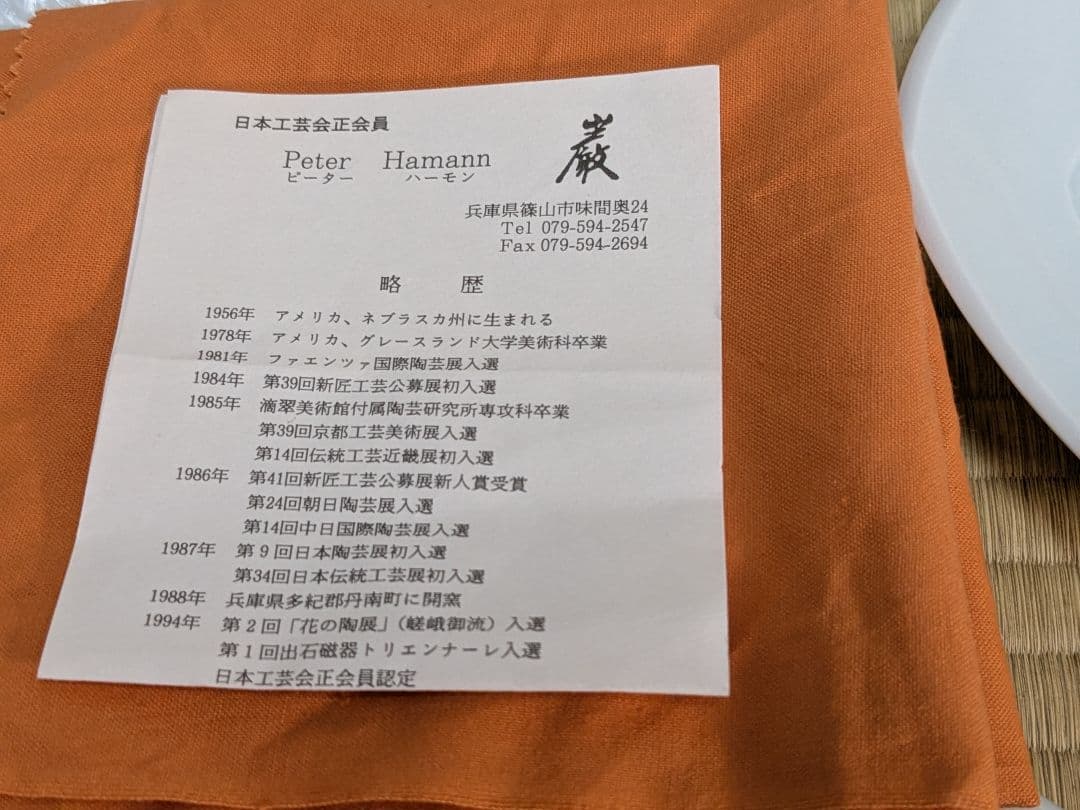 日本工芸会正会員
Peter Hamann 巌
ピーター ハーモン
兵庫県篠山市味間奥24
Tel 079-594-2547
Fax 079-594-2694
略 歴
1956年 アメリカ、ネブラスカ州に生まれる
1978年 アメリカ、グレースランド大学美術科卒業
1981年 ファエンツァ国際陶芸展入選
1984年 第39回新匠工芸公募展初入選
1985年 滴翠美術館付属陶芸研究所専攻科卒業
第39回京都工芸美術展入選
第14回伝統工芸近畿展初入選
1986年 第41回新匠工芸公募展新人賞受賞
第24回朝日陶芸展入選
第14回中日国際陶芸展入選
1987年 第9回日本陶芸展初入選
第34回日本伝統工芸展初入選
1988年 兵庫県多紀郡丹南町に開窯
1994年 第2回「花の陶展」(嵯峨御流)入選
第1回出石磁器トリエンナーレ入選
日本工芸会正会員認定